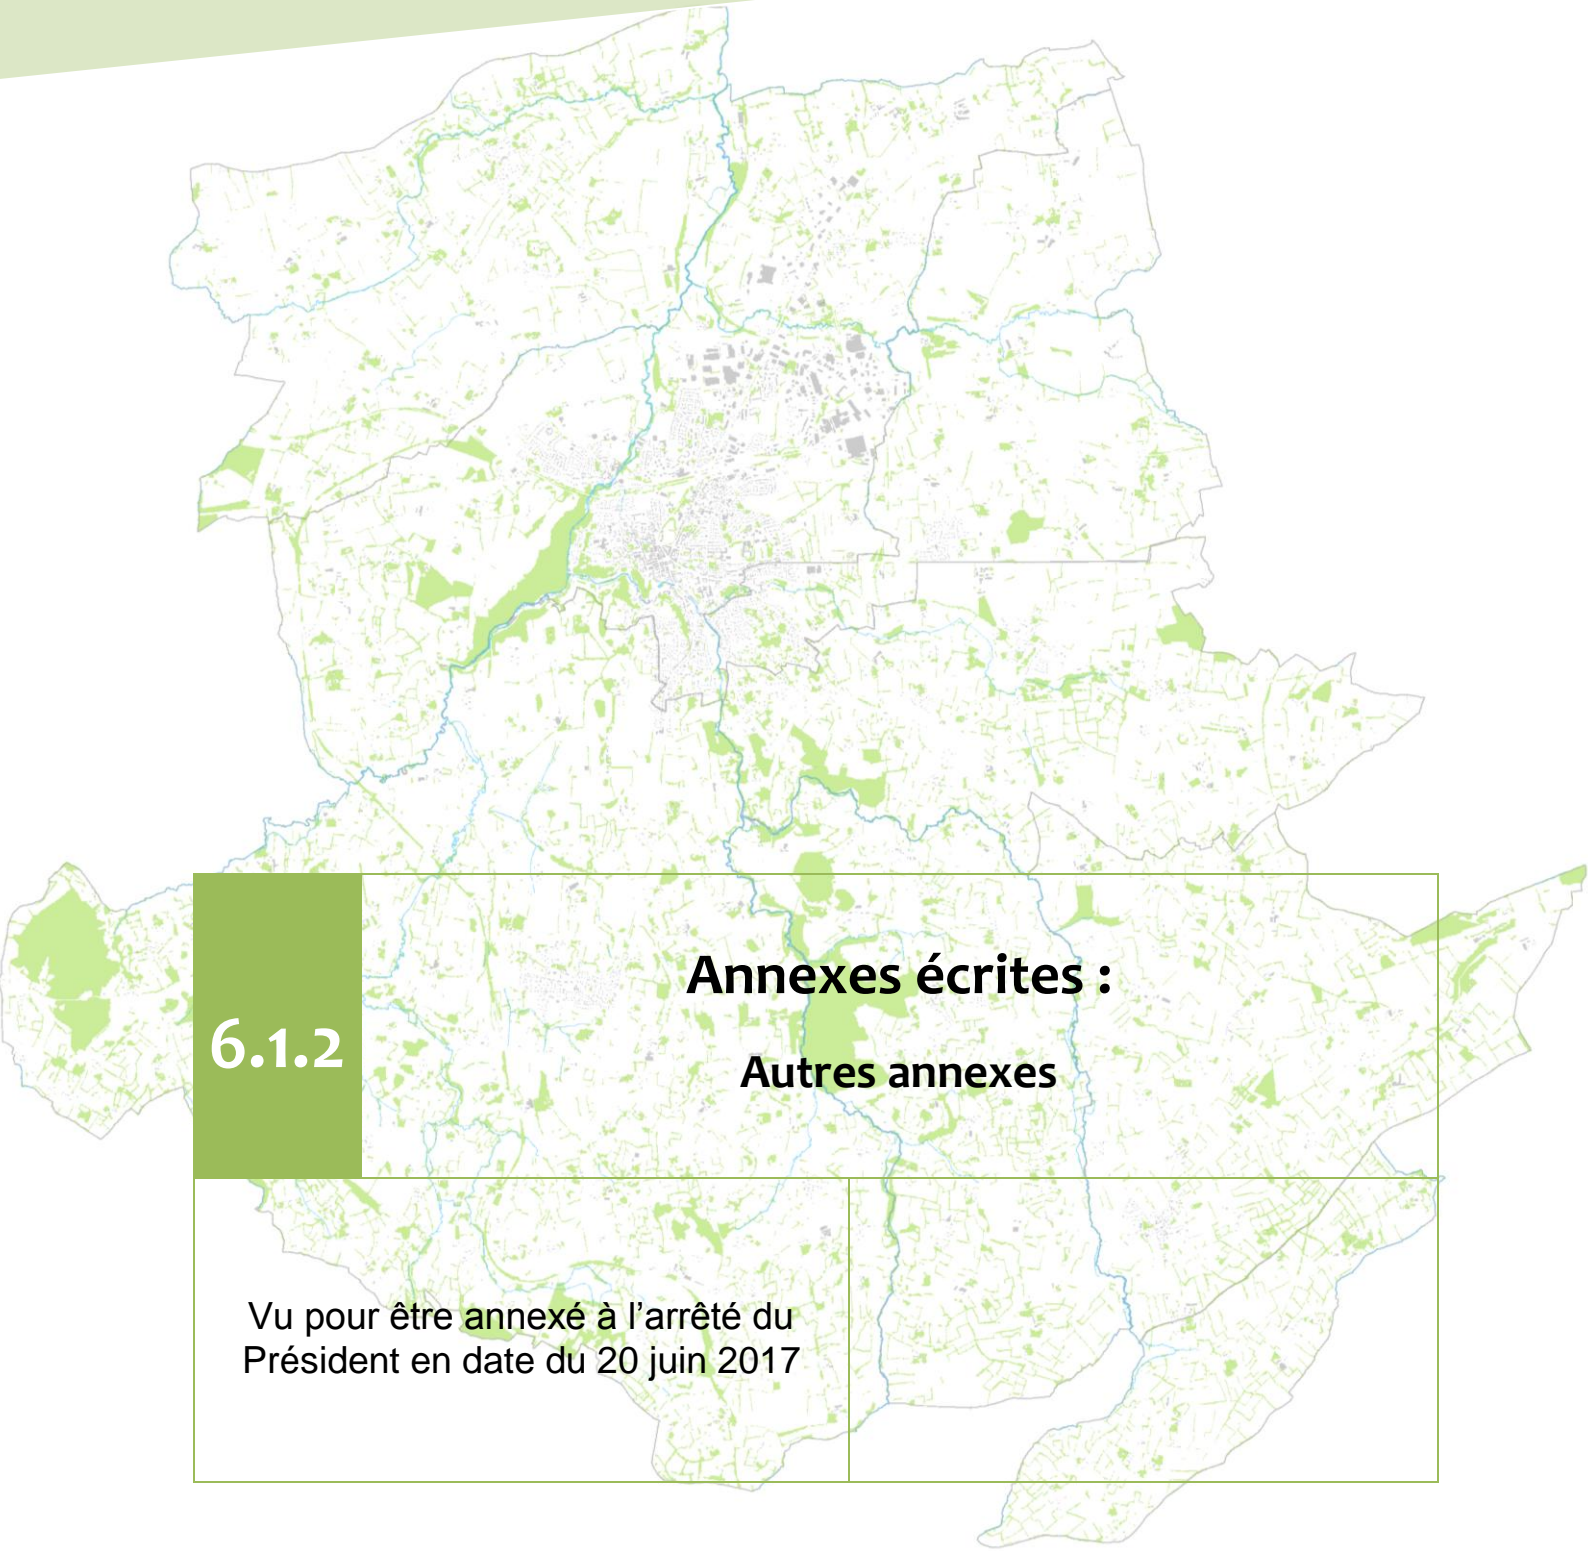 6.1.2
Annexes écrites :
Autres annexes
Vu pour être annexé à l’arrêté du
Président en date du 20 juin 2017